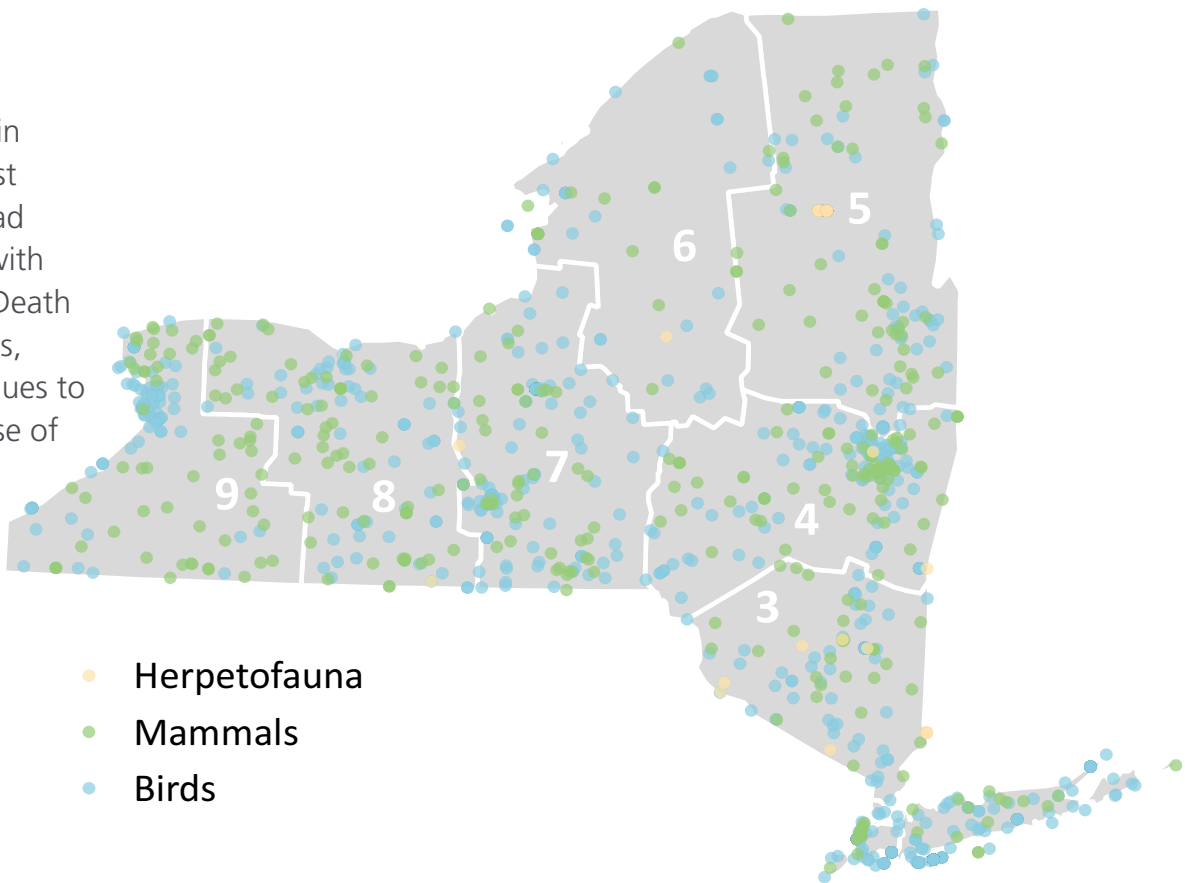 in
st
ad
with
Death
s,
ues to
se of
5
6
7
9
8
4
3
Herpetofauna
Mammals
Birds